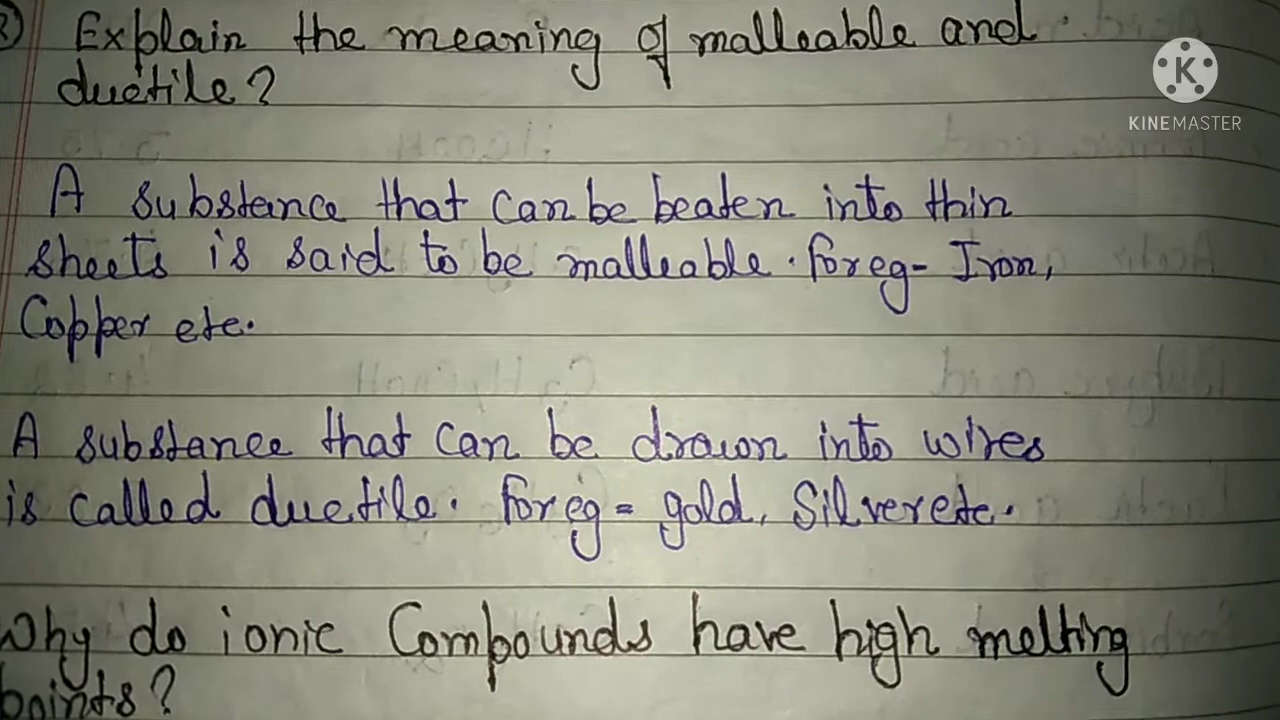 2) Explain the meaning of malleable and
ductile?
KINEMASTER
A substance that can be beaten into thin
sheets is said to be malleable. For eg- Iron,
Copper etc.
A substance that can be drawn into wires
is called ductile. For eg = gold, Silver etc.
Why do ionic Compounds have high melting
points?